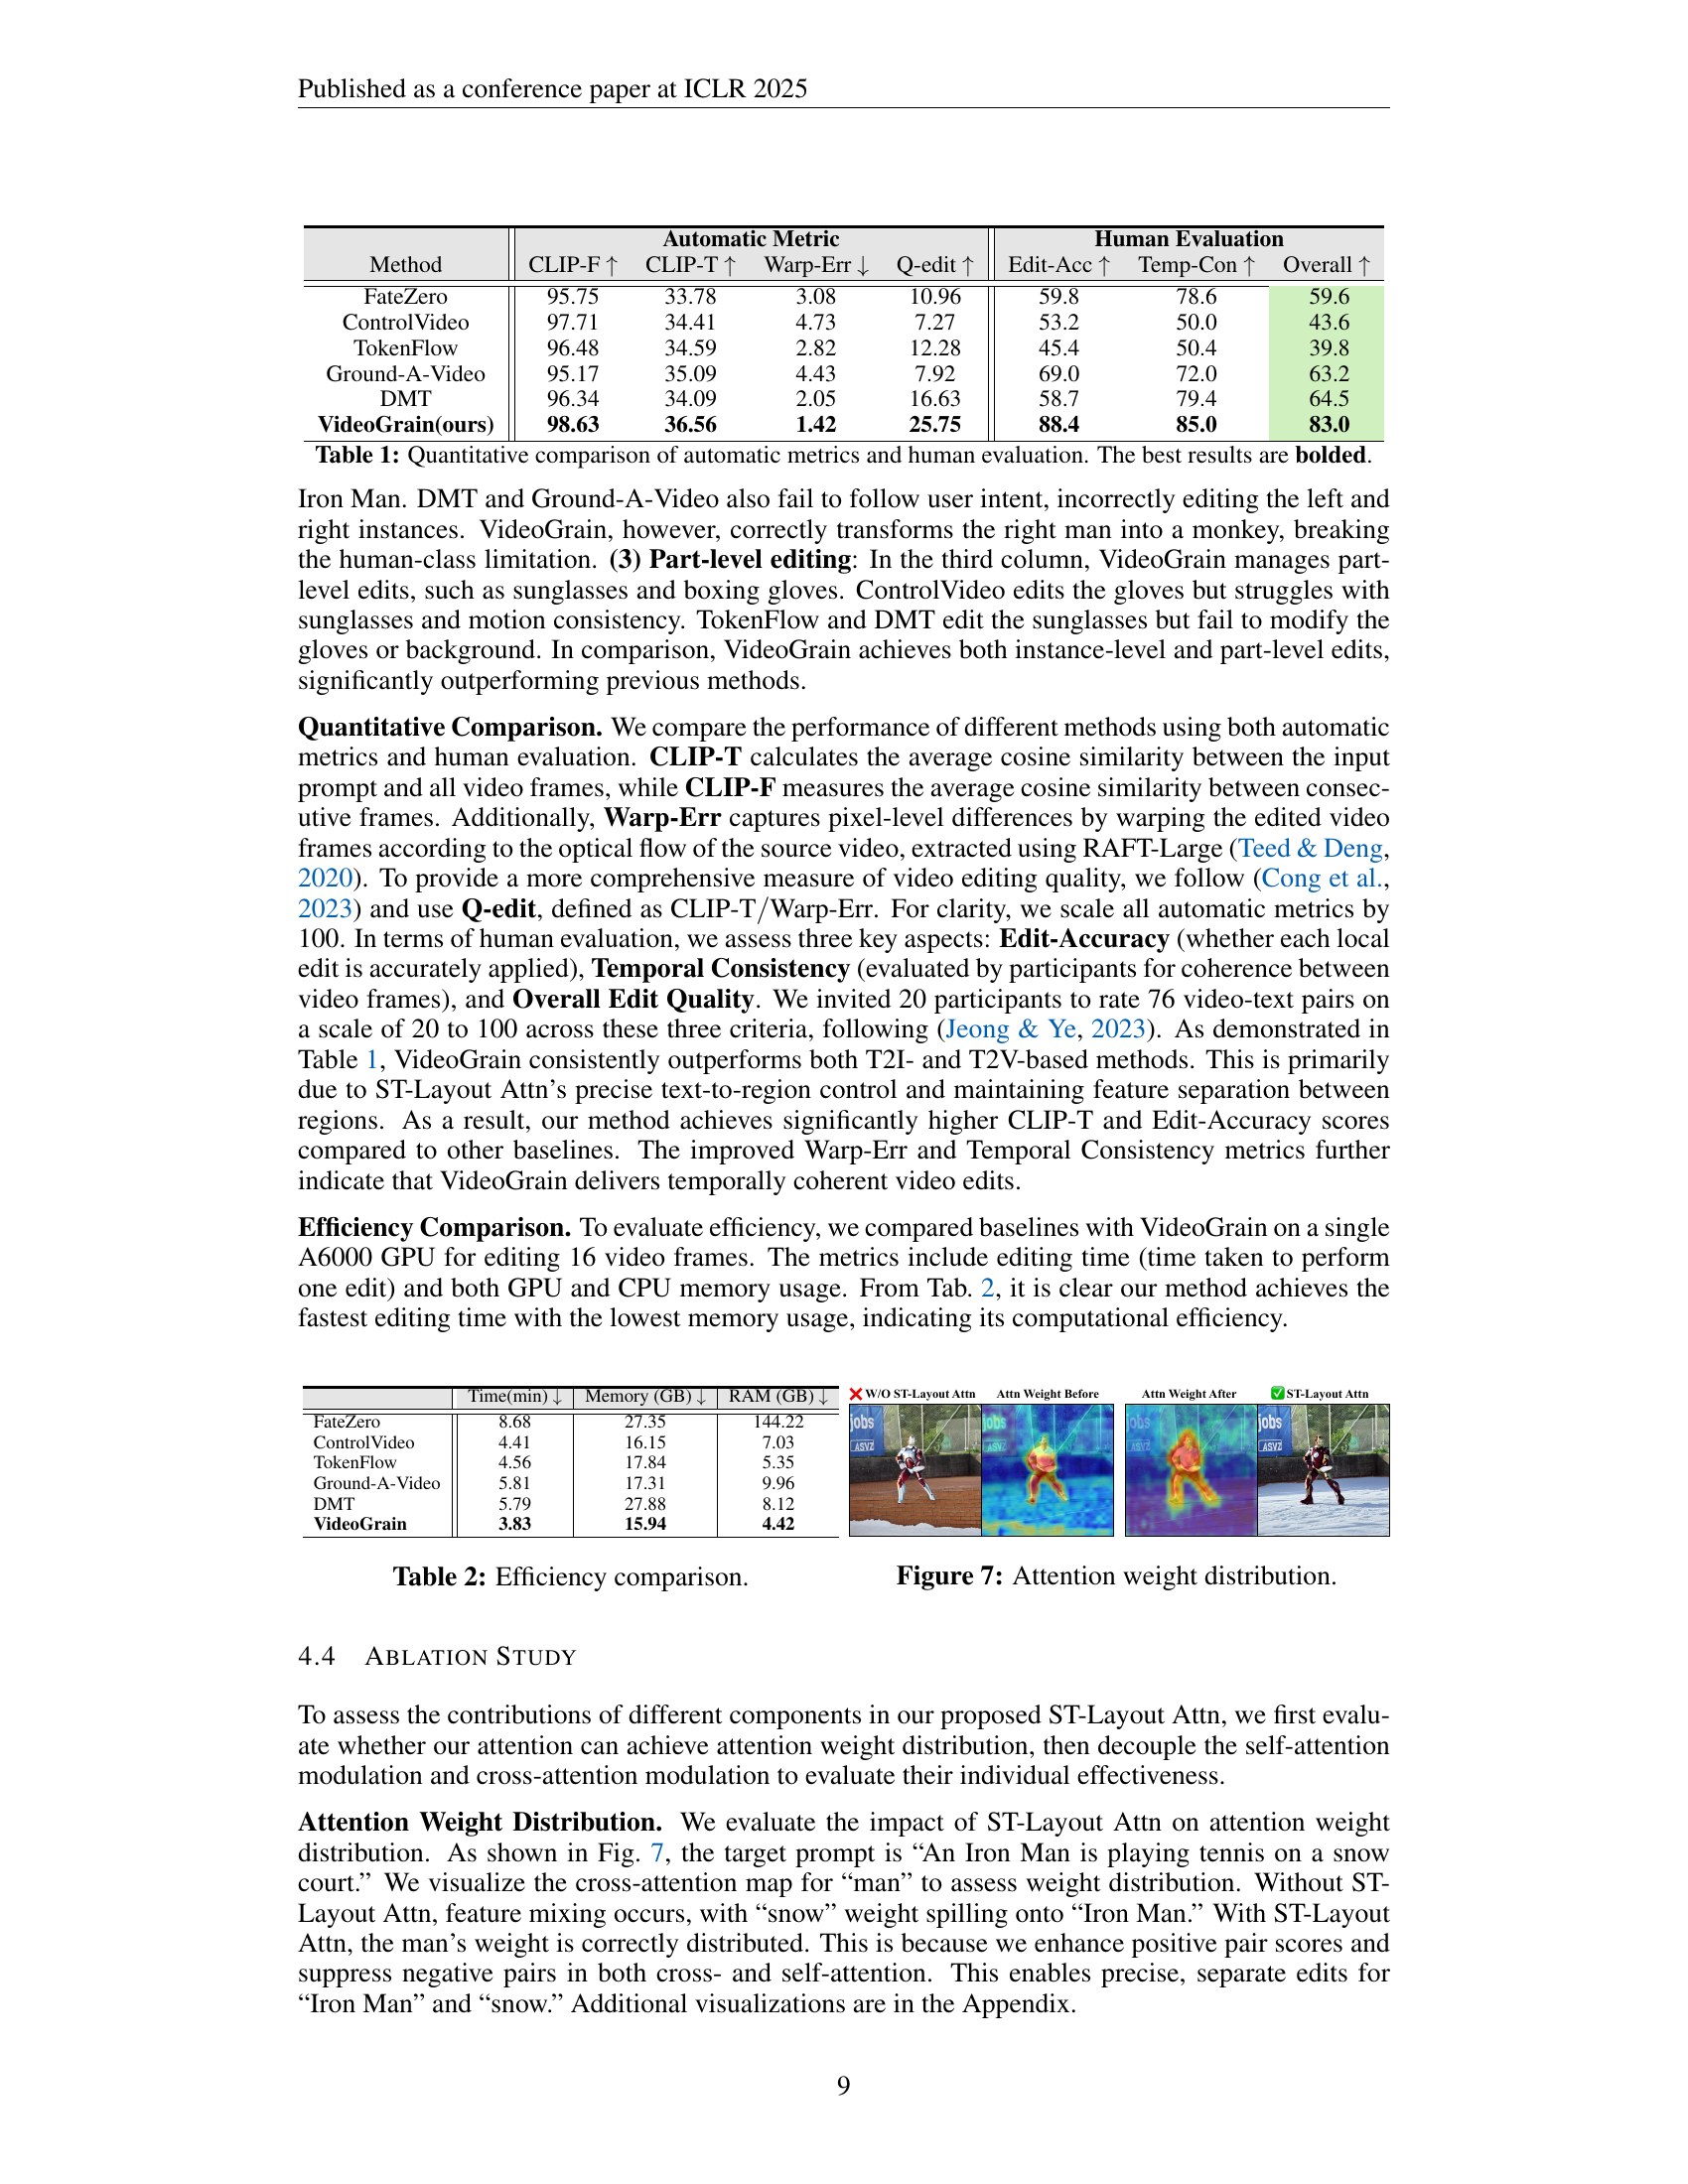 Published as a conference paper at ICLR 2025
Automatic Metric Human Evaluation
Method CLIP-F ↑ CLIP-T ↑ Warp-Err ↓ Q-edit ↑ Edit-Acc ↑ Temp-Con ↑ Overall ↑
FateZero 95.75 33.78 3.08 10.96 59.8 78.6 59.6
ControlVideo 97.71 34.41 4.73 7.27 53.2 50.0 43.6
TokenFlow 96.48 34.59 2.82 12.28 45.4 50.4 39.8
Ground-A-Video 95.17 35.09 4.43 7.92 69.0 72.0 63.2
DMT 96.34 34.09 2.05 16.63 58.7 79.4 64.5
VideoGrain(ours) 98.63 36.56 1.42 25.75 88.4 85.0 83.0
Table 1: Quantitative comparison of automatic metrics and human evaluation. The best results are bolded.
Iron Man. DMT and Ground-A-Video also fail to follow user intent, incorrectly editing the left and
right instances. VideoGrain, however, correctly transforms the right man into a monkey, breaking
the human-class limitation. (3) Part-level editing: In the third column, VideoGrain manages part-
level edits, such as sunglasses and boxing gloves. ControlVideo edits the gloves but struggles with
sunglasses and motion consistency. TokenFlow and DMT edit the sunglasses but fail to modify the
gloves or background. In comparison, VideoGrain achieves both instance-level and part-level edits,
significantly outperforming previous methods.
Quantitative Comparison. We compare the performance of different methods using both automatic
metrics and human evaluation. CLIP-T calculates the average cosine similarity between the input
prompt and all video frames, while CLIP-F measures the average cosine similarity between consec-
utive frames. Additionally, Warp-Err captures pixel-level differences by warping the edited video
frames according to the optical flow of the source video, extracted using RAFT-Large (Teed & Deng,
2020). To provide a more comprehensive measure of video editing quality, we follow (Cong et al.,
2023) and use Q-edit, defined as CLIP-T/Warp-Err. For clarity, we scale all automatic metrics by
100. In terms of human evaluation, we assess three key aspects: Edit-Accuracy (whether each local
edit is accurately applied), Temporal Consistency (evaluated by participants for coherence between
video frames), and Overall Edit Quality. We invited 20 participants to rate 76 video-text pairs on
a scale of 20 to 100 across these three criteria, following (Jeong & Ye, 2023). As demonstrated in
Table 1, VideoGrain consistently outperforms both T2I- and T2V-based methods. This is primarily
due to ST-Layout Attn's precise text-to-region control and maintaining feature separation between
regions. As a result, our method achieves significantly higher CLIP-T and Edit-Accuracy scores
compared to other baselines. The improved Warp-Err and Temporal Consistency metrics further
indicate that VideoGrain delivers temporally coherent video edits.
Efficiency Comparison. To evaluate efficiency, we compared baselines with VideoGrain on a single
A6000 GPU for editing 16 video frames. The metrics include editing time (time taken to perform
one edit) and both GPU and CPU memory usage. From Tab. 2, it is clear our method achieves the
fastest editing time with the lowest memory usage, indicating its computational efficiency.
Time(min) ↓ Memory (GB) ↓ RAM (GB) ↓
FateZero 8.68 27.35 144.22
ControlVideo 4.41 16.15 7.03
TokenFlow 4.56 17.84 5.35
Ground-A-Video 5.81 17.31 9.96
DMT 5.79 27.88 8.12
VideoGrain 3.83 15.94 4.42
Table 2: Efficiency comparison.
W/O ST-Layout Attn Attn Weight Before Attn Weight After ST-Layout Attn
jobs jobs jobs jobs
ASVZ ASVZ ASVZ ASVZ
Figure 7: Attention weight distribution.
4.4 ABLATION STUDY
To assess the contributions of different components in our proposed ST-Layout Attn, we first evalu-
ate whether our attention can achieve attention weight distribution, then decouple the self-attention
modulation and cross-attention modulation to evaluate their individual effectiveness.
Attention Weight Distribution. We evaluate the impact of ST-Layout Attn on attention weight
distribution. As shown in Fig. 7, the target prompt is “An Iron Man is playing tennis on a snow
court.” We visualize the cross-attention map for “man” to assess weight distribution. Without ST-
Layout Attn, feature mixing occurs, with “snow” weight spilling onto “Iron Man.” With ST-Layout
Attn, the man's weight is correctly distributed. This is because we enhance positive pair scores and
suppress negative pairs in both cross- and self-attention. This enables precise, separate edits for
“Iron Man” and “snow.” Additional visualizations are in the Appendix.
9